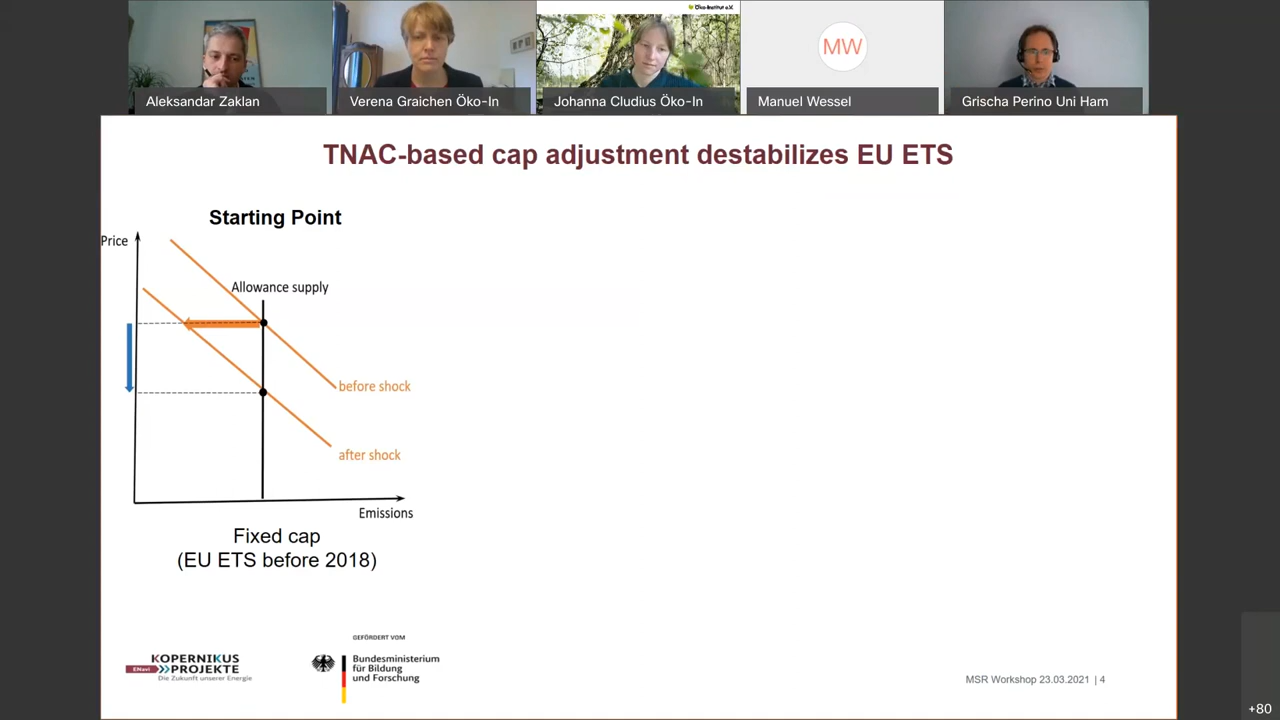 Öko-Institut e.V.
MW
Aleksandar Zaklan
Verena Graichen Öko-In
Johanna Cludius Öko-In
Manuel Wessel
Grischa Perino Uni Ham
TNAC-based cap adjustment destabilizes EU ETS
Starting Point
Price
Allowance supply
before shock
after shock
Emissions
Fixed cap
(EU ETS before 2018)
ENavi
KOPERNIKUS
PROJEKTE
Die Zukunft unserer Energie
GEFÖRDERT VOM
Bundesministerium
für Bildung
und Forschung
MSR Workshop 23.03.2021 | 4
+80